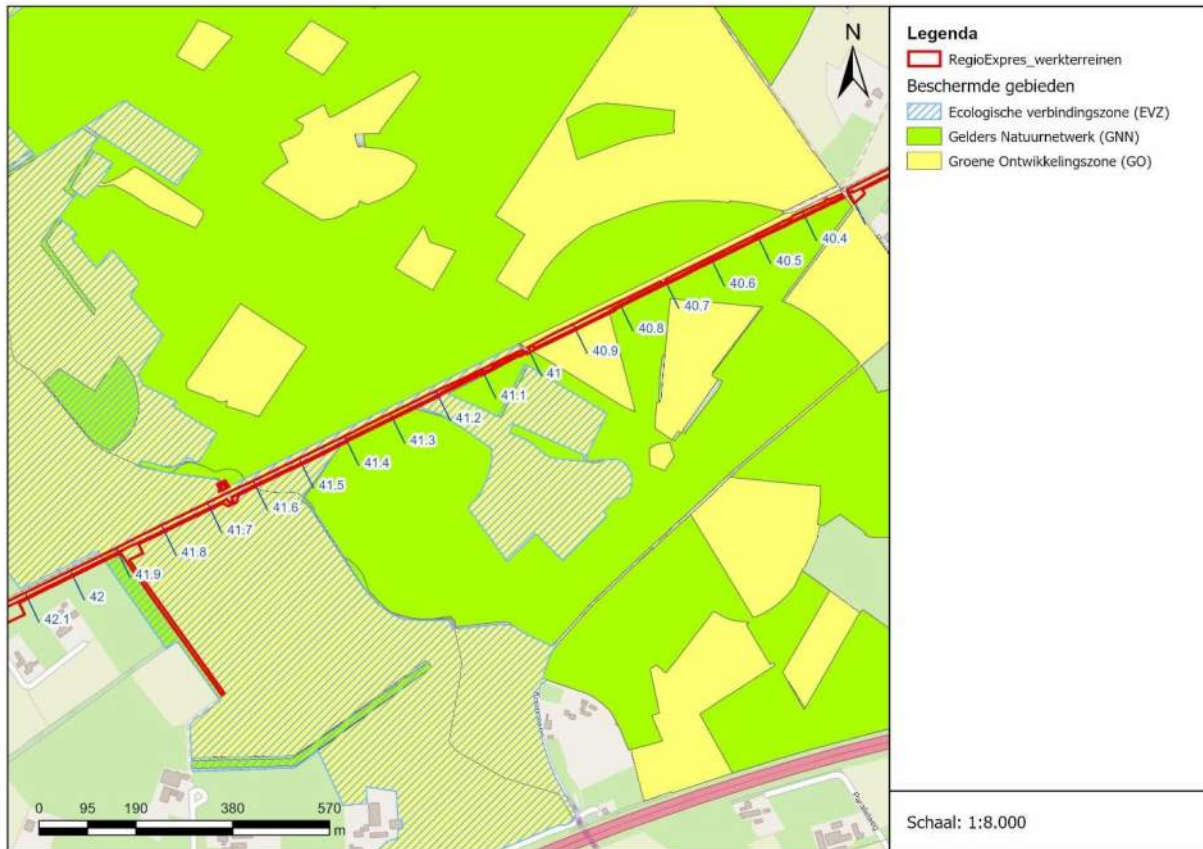 N
40.4
40.5
40.6
40.7
40.8
40.9
41
41.1
41.2
41.3
41.4
41.5
41.6
41.7
41.8
41.9
42
42.1
0 95 190 380 570
m
Parallelweg
Legenda
RegioExpres_werkterreinen
Beschermde gebieden
Ecologische verbindingszone (EVZ)
Gelders Natuurnetwerk (GNN)
Groene Ontwikkelingszone (GO)
Schaal: 1:8.000